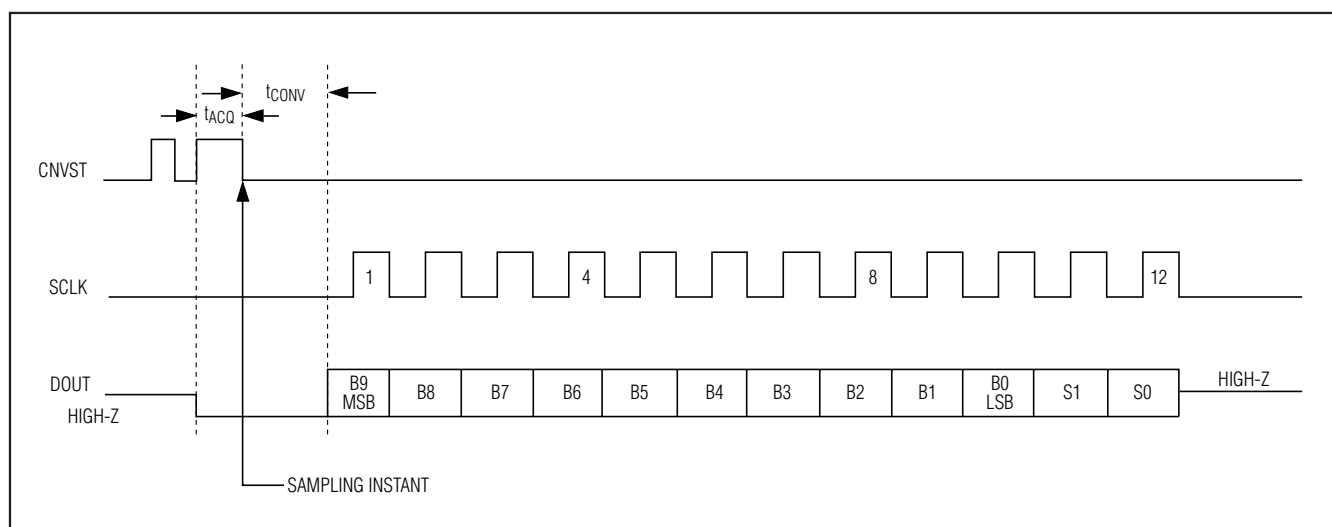 tCONV
tACQ
CNVST
SCLK
1
4
8
12
DOUT
HIGH-Z
B9
MSB
B8
B7
B6
B5
B4
B3
B2
B1
B0
LSB
S1
S0
HIGH-Z
SAMPLING INSTANT